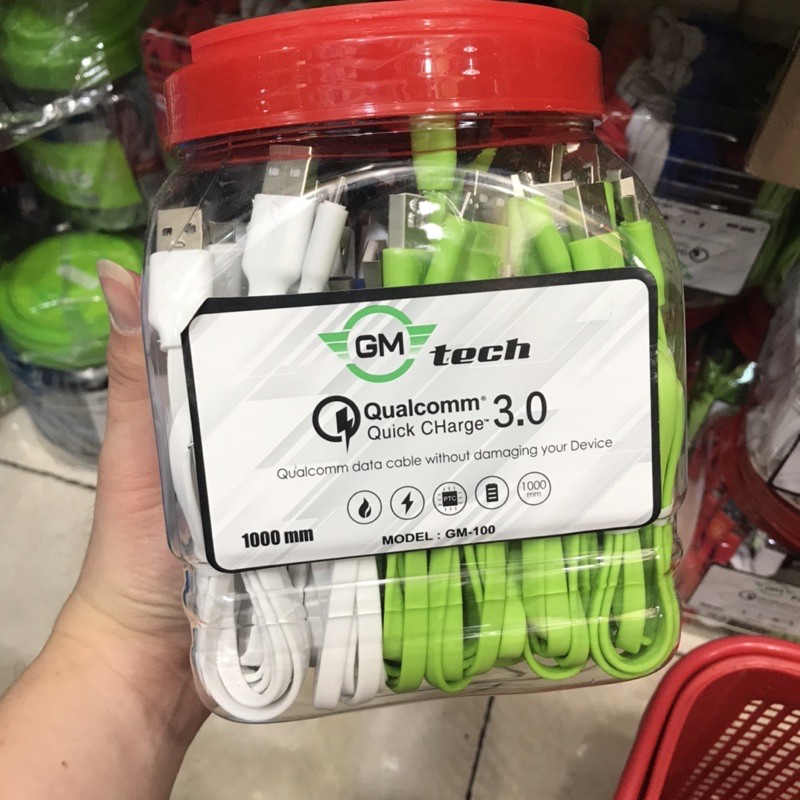 GM tech
Qualcomm® 3.0
Quick CHarge™
Qualcomm data cable without damaging your Device
PTC
1000
mm
1000 mm
MODEL : GM-100